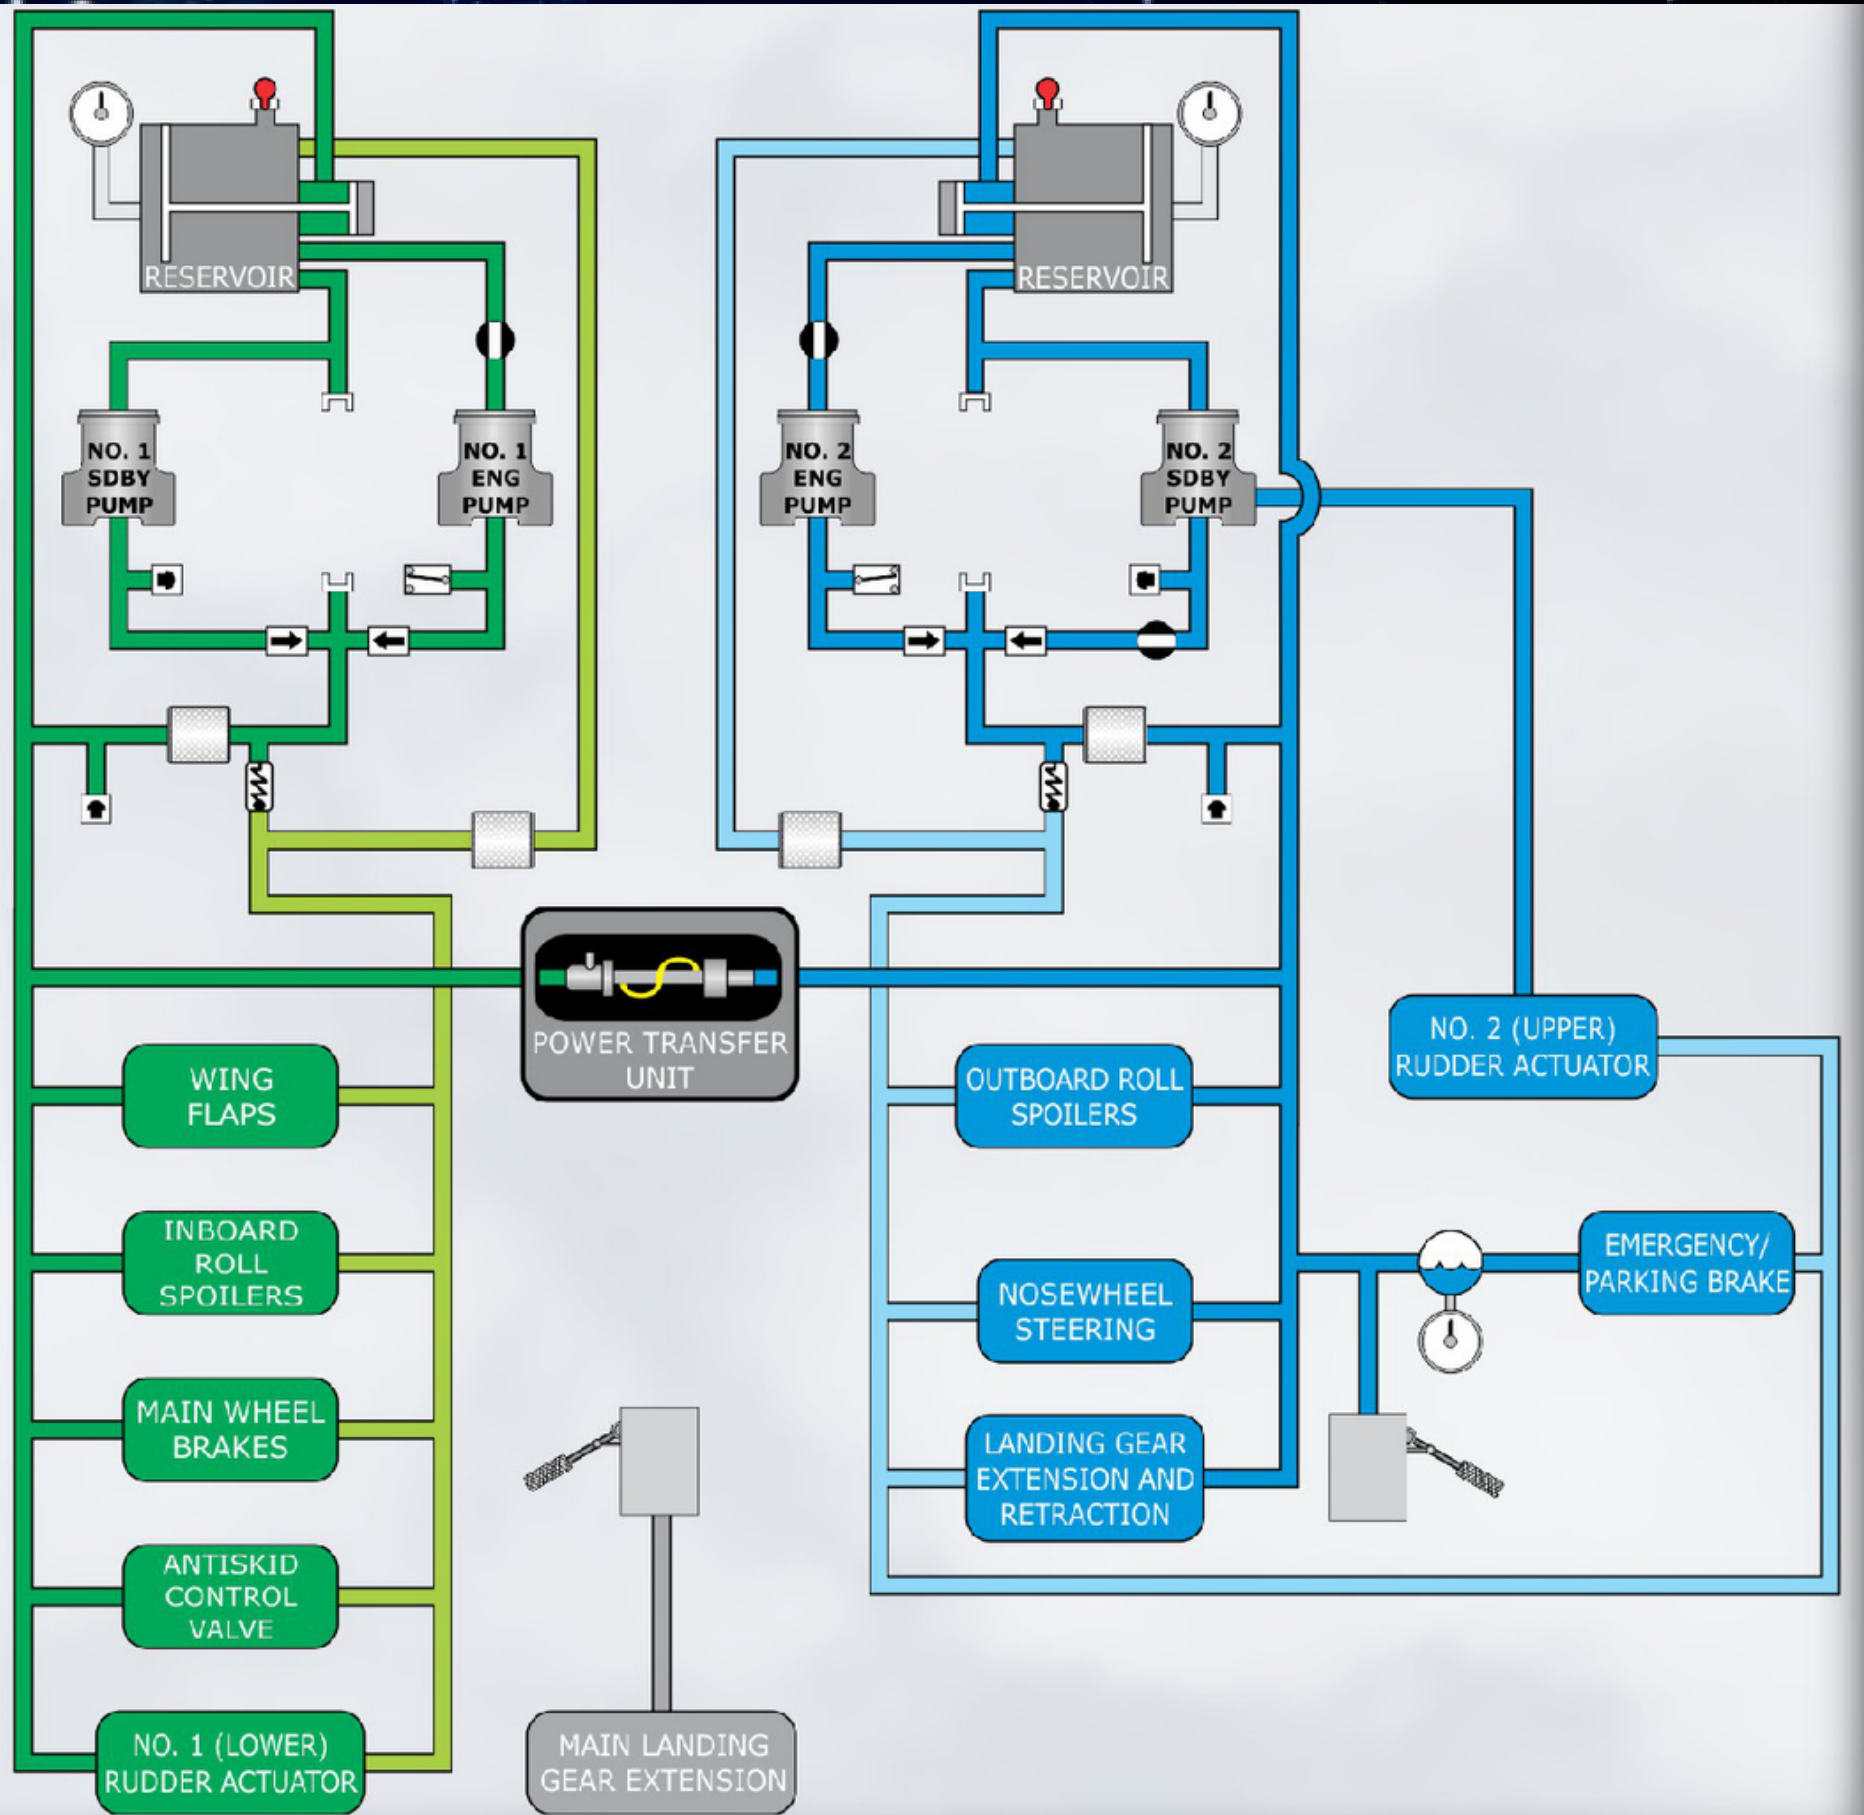 RESERVOIR
RESERVOIR
NO. 1
SDBY
PUMP
NO. 1
ENG
PUMP
NO. 2
ENG
PUMP
NO. 2
SDBY
PUMP
POWER TRANSFER
UNIT
NO. 2 (UPPER)
RUDDER ACTUATOR
WING
FLAPS
OUTBOARD ROLL
SPOILERS
INBOARD
ROLL
SPOILERS
NOSEWHEEL
STEERING
EMERGENCY/
PARKING BRAKE
MAIN WHEEL
BRAKES
LANDING GEAR
EXTENSION AND
RETRACTION
ANTISKID
CONTROL
VALVE
NO. 1 (LOWER)
RUDDER ACTUATOR
MAIN LANDING
GEAR EXTENSION